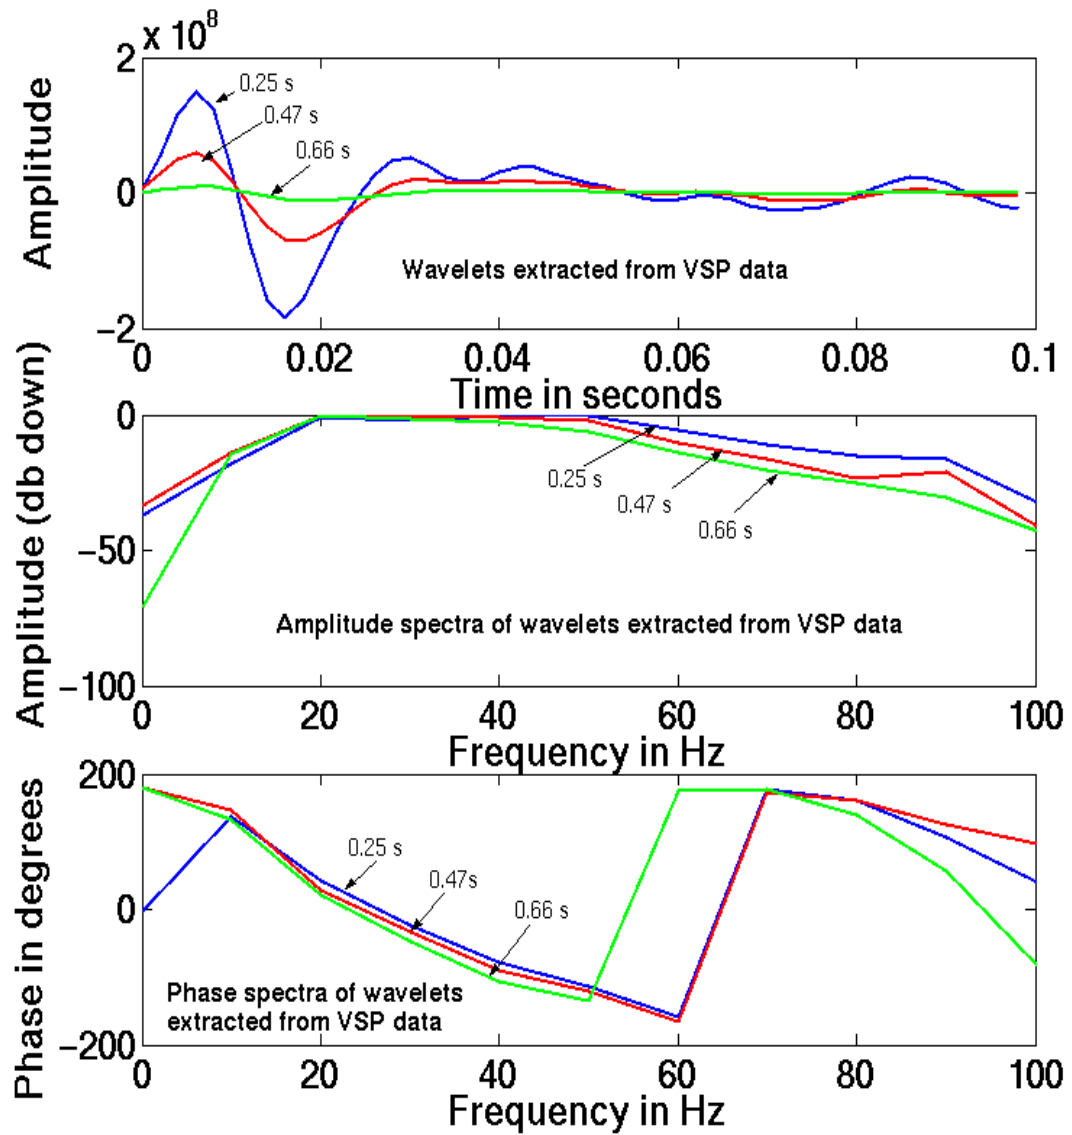 x 10^8
2
0
-2
Amplitude
0.25 s
0.47 s
0.66 s
Wavelets extracted from VSP data
0 0.02 0.04 0.06 0.08 0.1
Time in seconds
0
-50
-100
Amplitude (db down)
0.25 s
0.47 s
0.66 s
Amplitude spectra of wavelets extracted from VSP data
0 20 40 60 80 100
Frequency in Hz
200
0
-200
Phase in degrees
0.25 s
0.47s
0.66 s
Phase spectra of wavelets
extracted from VSP data
0 20 40 60 80 100
Frequency in Hz